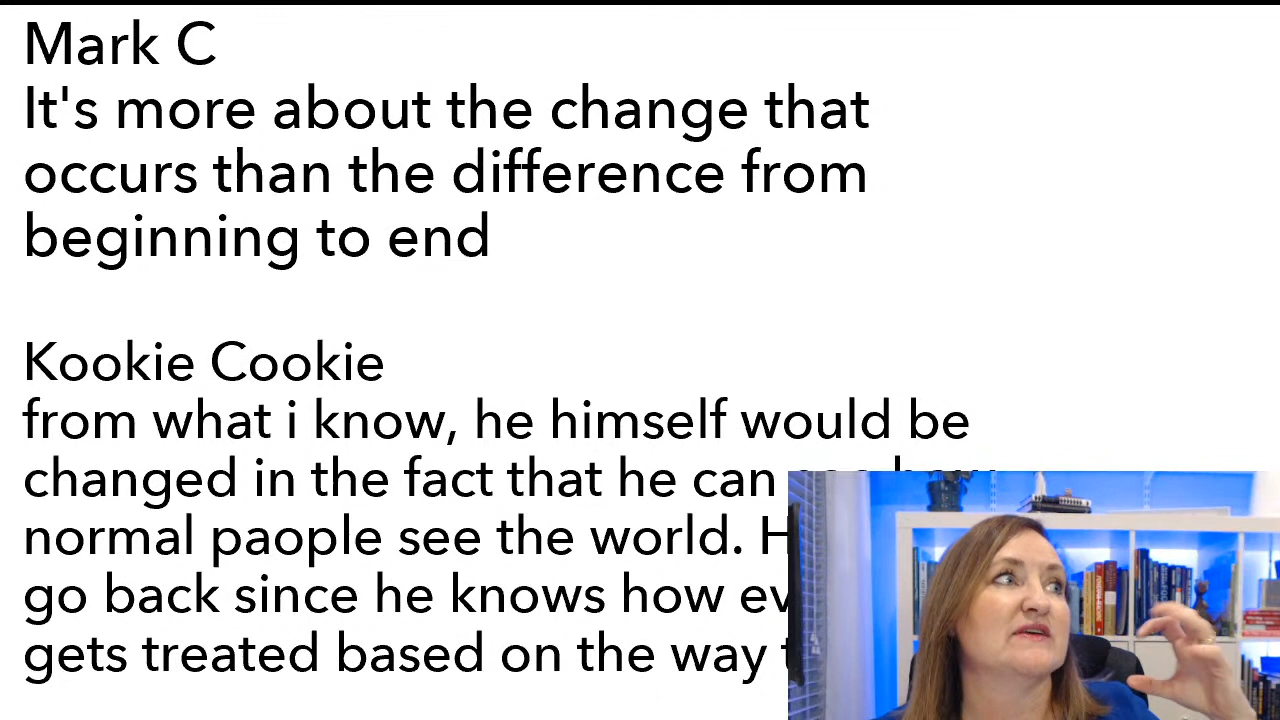 Mark C
It's more about the change that
occurs than the difference from
beginning to end
Kookie Cookie
from what i know, he himself would be
changed in the fact that he can see how
normal paople see the world. H
go back since he knows how ev
gets treated based on the way t